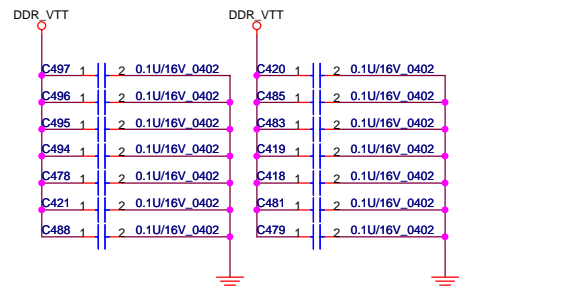 DDR_VTT DDR_VTT
C497 1 2 0.1U/16V_0402 C420 1 2 0.1U/16V_0402
C496 1 2 0.1U/16V_0402 C485 1 2 0.1U/16V_0402
C495 1 2 0.1U/16V_0402 C483 1 2 0.1U/16V_0402
C494 1 2 0.1U/16V_0402 C419 1 2 0.1U/16V_0402
C478 1 2 0.1U/16V_0402 C418 1 2 0.1U/16V_0402
C421 1 2 0.1U/16V_0402 C481 1 2 0.1U/16V_0402
C488 1 2 0.1U/16V_0402 C479 1 2 0.1U/16V_0402